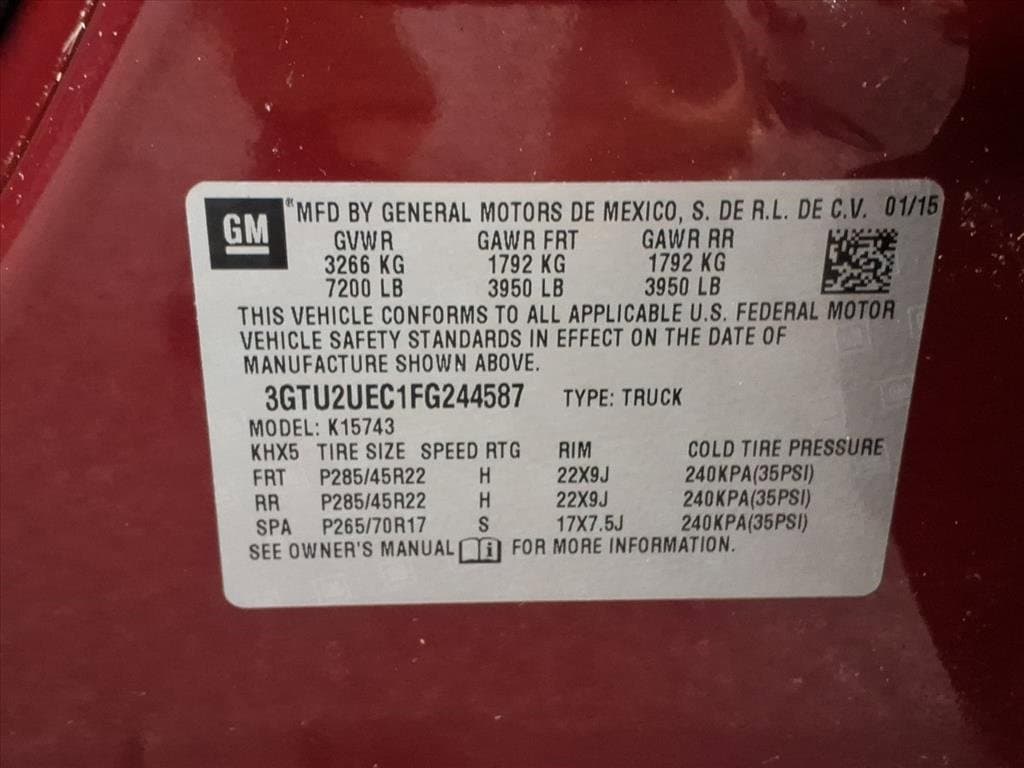 GM ® MFD BY GENERAL MOTORS DE MEXICO, S. DE R.L. DE C.V. 01/15
GVWR GAWR FRT GAWR RR
3266 KG 1792 KG 1792 KG
7200 LB 3950 LB 3950 LB
THIS VEHICLE CONFORMS TO ALL APPLICABLE U.S. FEDERAL MOTOR
VEHICLE SAFETY STANDARDS IN EFFECT ON THE DATE OF
MANUFACTURE SHOWN ABOVE.
3GTU2UEC1FG244587 TYPE: TRUCK
MODEL: K15743
KHX5 TIRE SIZE SPEED RTG RIM COLD TIRE PRESSURE
FRT P285/45R22 H 22X9J 240KPA(35PSI)
RR P285/45R22 H 22X9J 240KPA(35PSI)
SPA P265/70R17 S 17X7.5J 240KPA(35PSI)
SEE OWNER'S MANUAL i FOR MORE INFORMATION.